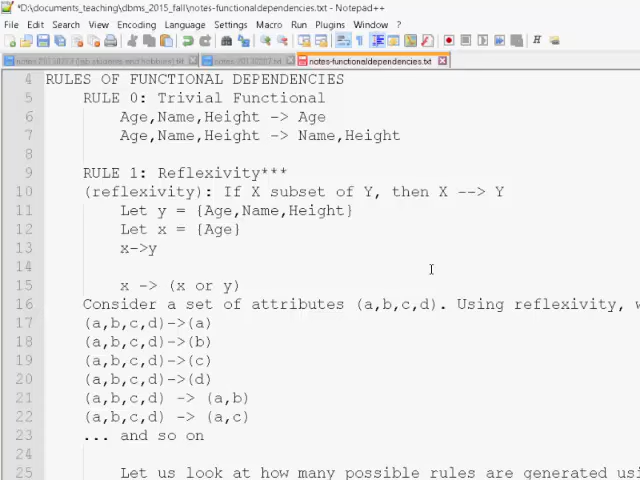 *D:\documents_teaching\dbms_2015_fall\notes-functionaldependencies.txt - Notepad++
File Edit Search View Encoding Language Settings Macro Run Plugins Window ?
notes-functionaldependencies.txt
4 RULES OF FUNCTIONAL DEPENDENCIES
5 RULE 0: Trivial Functional
6 Age,Name,Height -> Age
7 Age,Name,Height -> Name,Height
8
9 RULE 1: Reflexivity***
10 (reflexivity): If X subset of Y, then X --> Y
11 Let y = {Age,Name,Height}
12 Let x = {Age}
13 x->y
14
15 x -> (x or y)
16 Consider a set of attributes (a,b,c,d). Using reflexivity,
17 (a,b,c,d)->(a)
18 (a,b,c,d)->(b)
19 (a,b,c,d)->(c)
20 (a,b,c,d)->(d)
21 (a,b,c,d) -> (a,b)
22 (a,b,c,d) -> (a,c)
23 ... and so on
24
25 Let us look at how many possible rules are generated